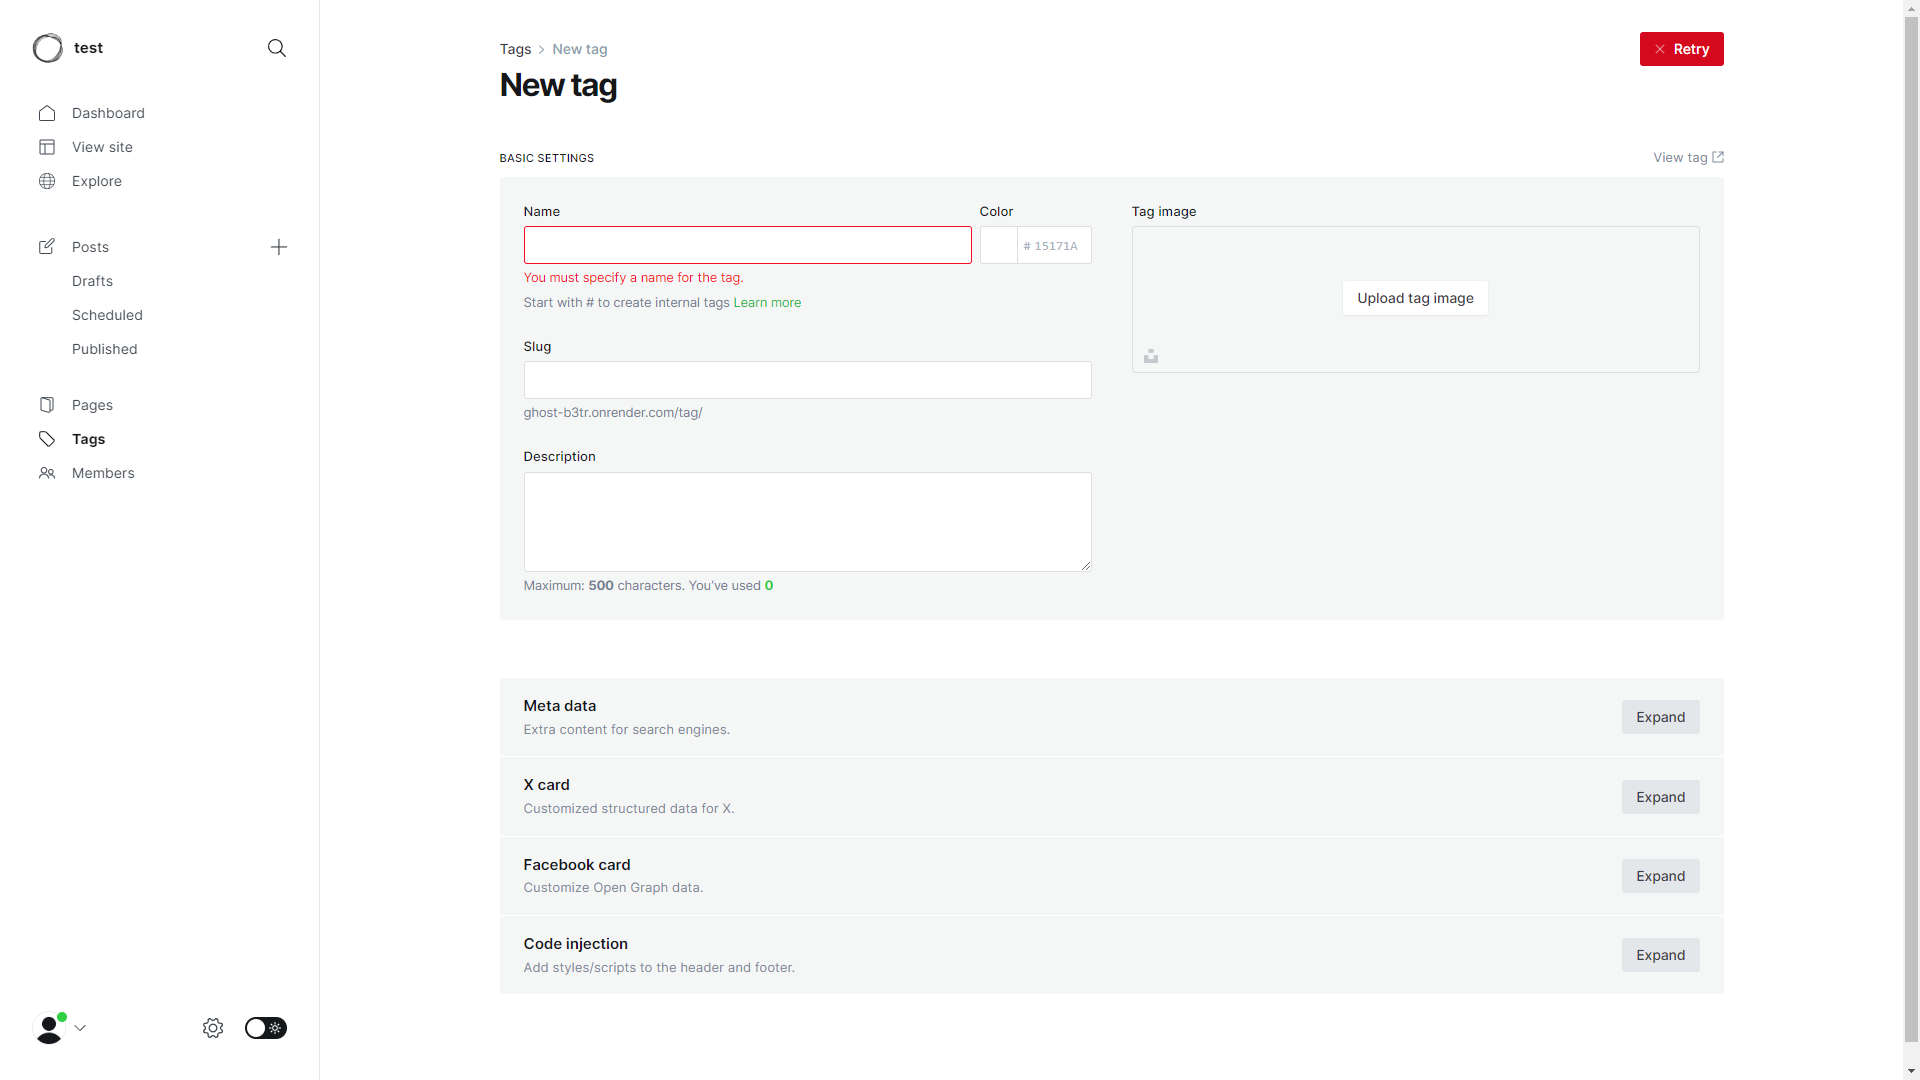 test
Dashboard
View site
Explore
Posts
Drafts
Scheduled
Published
Pages
Tags
Members
Tags
New tag
Retry
New tag
BASIC SETTINGS
View tag
Name
Color
# 15171A
You must specify a name for the tag.
Start with # to create internal tags Learn more
Slug
ghost-b3tr.onrender.com/tag/
Description
Maximum: 500 characters. You’ve used 0
Tag image
Upload tag image
Meta data
Extra content for search engines.
Expand
X card
Customized structured data for X.
Expand
Facebook card
Customize Open Graph data.
Expand
Code injection
Add styles/scripts to the header and footer.
Expand